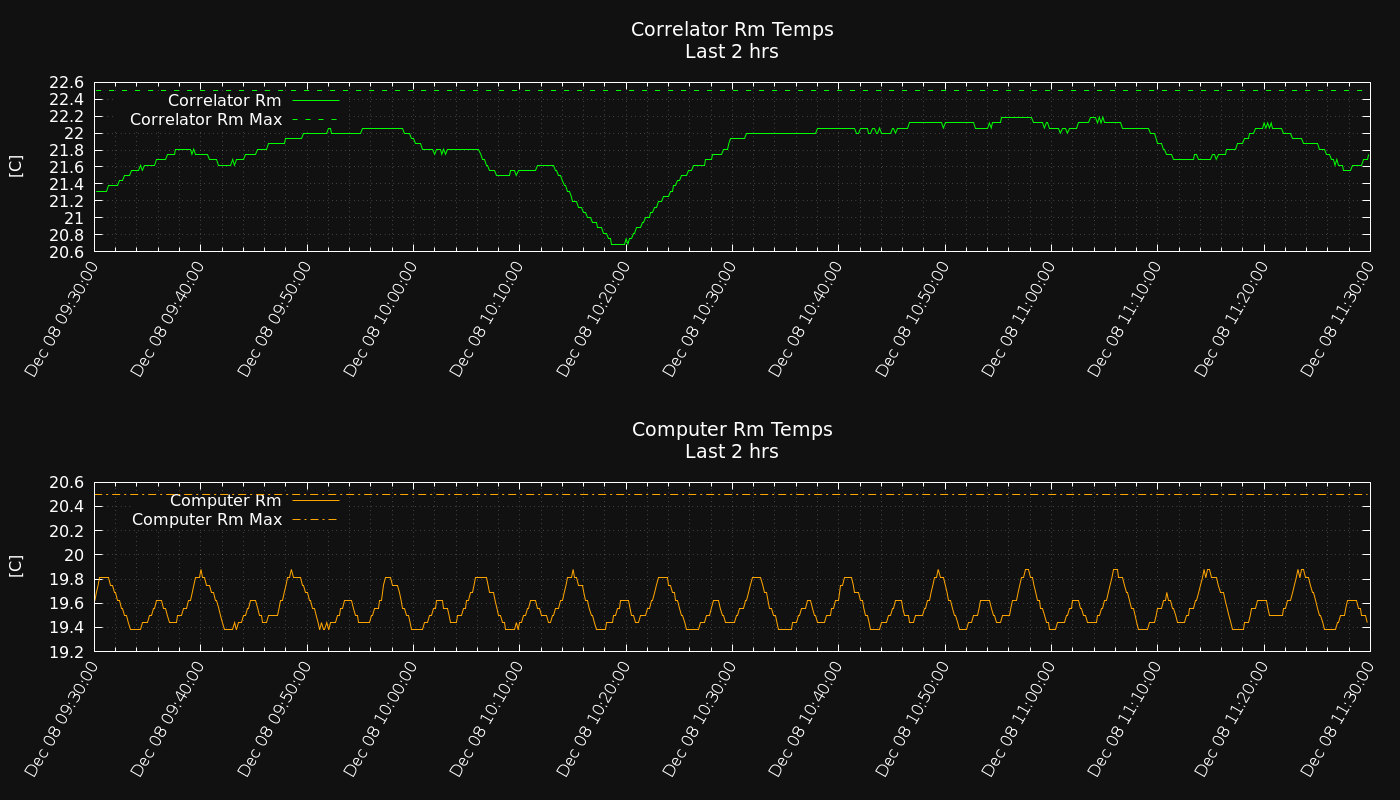 Correlator Rm Temps
Last 2 hrs
22.6
22.4
22.2
22
21.8
21.6
21.4
21.2
21
20.8
20.6
[C]
Correlator Rm
Correlator Rm Max
Dec 08 09:30:00
Dec 08 09:40:00
Dec 08 09:50:00
Dec 08 10:00:00
Dec 08 10:10:00
Dec 08 10:20:00
Dec 08 10:30:00
Dec 08 10:40:00
Dec 08 10:50:00
Dec 08 11:00:00
Dec 08 11:10:00
Dec 08 11:20:00
Dec 08 11:30:00
Computer Rm Temps
Last 2 hrs
20.6
20.4
20.2
20
19.8
19.6
19.4
19.2
[C]
Computer Rm
Computer Rm Max
Dec 08 09:30:00
Dec 08 09:40:00
Dec 08 09:50:00
Dec 08 10:00:00
Dec 08 10:10:00
Dec 08 10:20:00
Dec 08 10:30:00
Dec 08 10:40:00
Dec 08 10:50:00
Dec 08 11:00:00
Dec 08 11:10:00
Dec 08 11:20:00
Dec 08 11:30:00